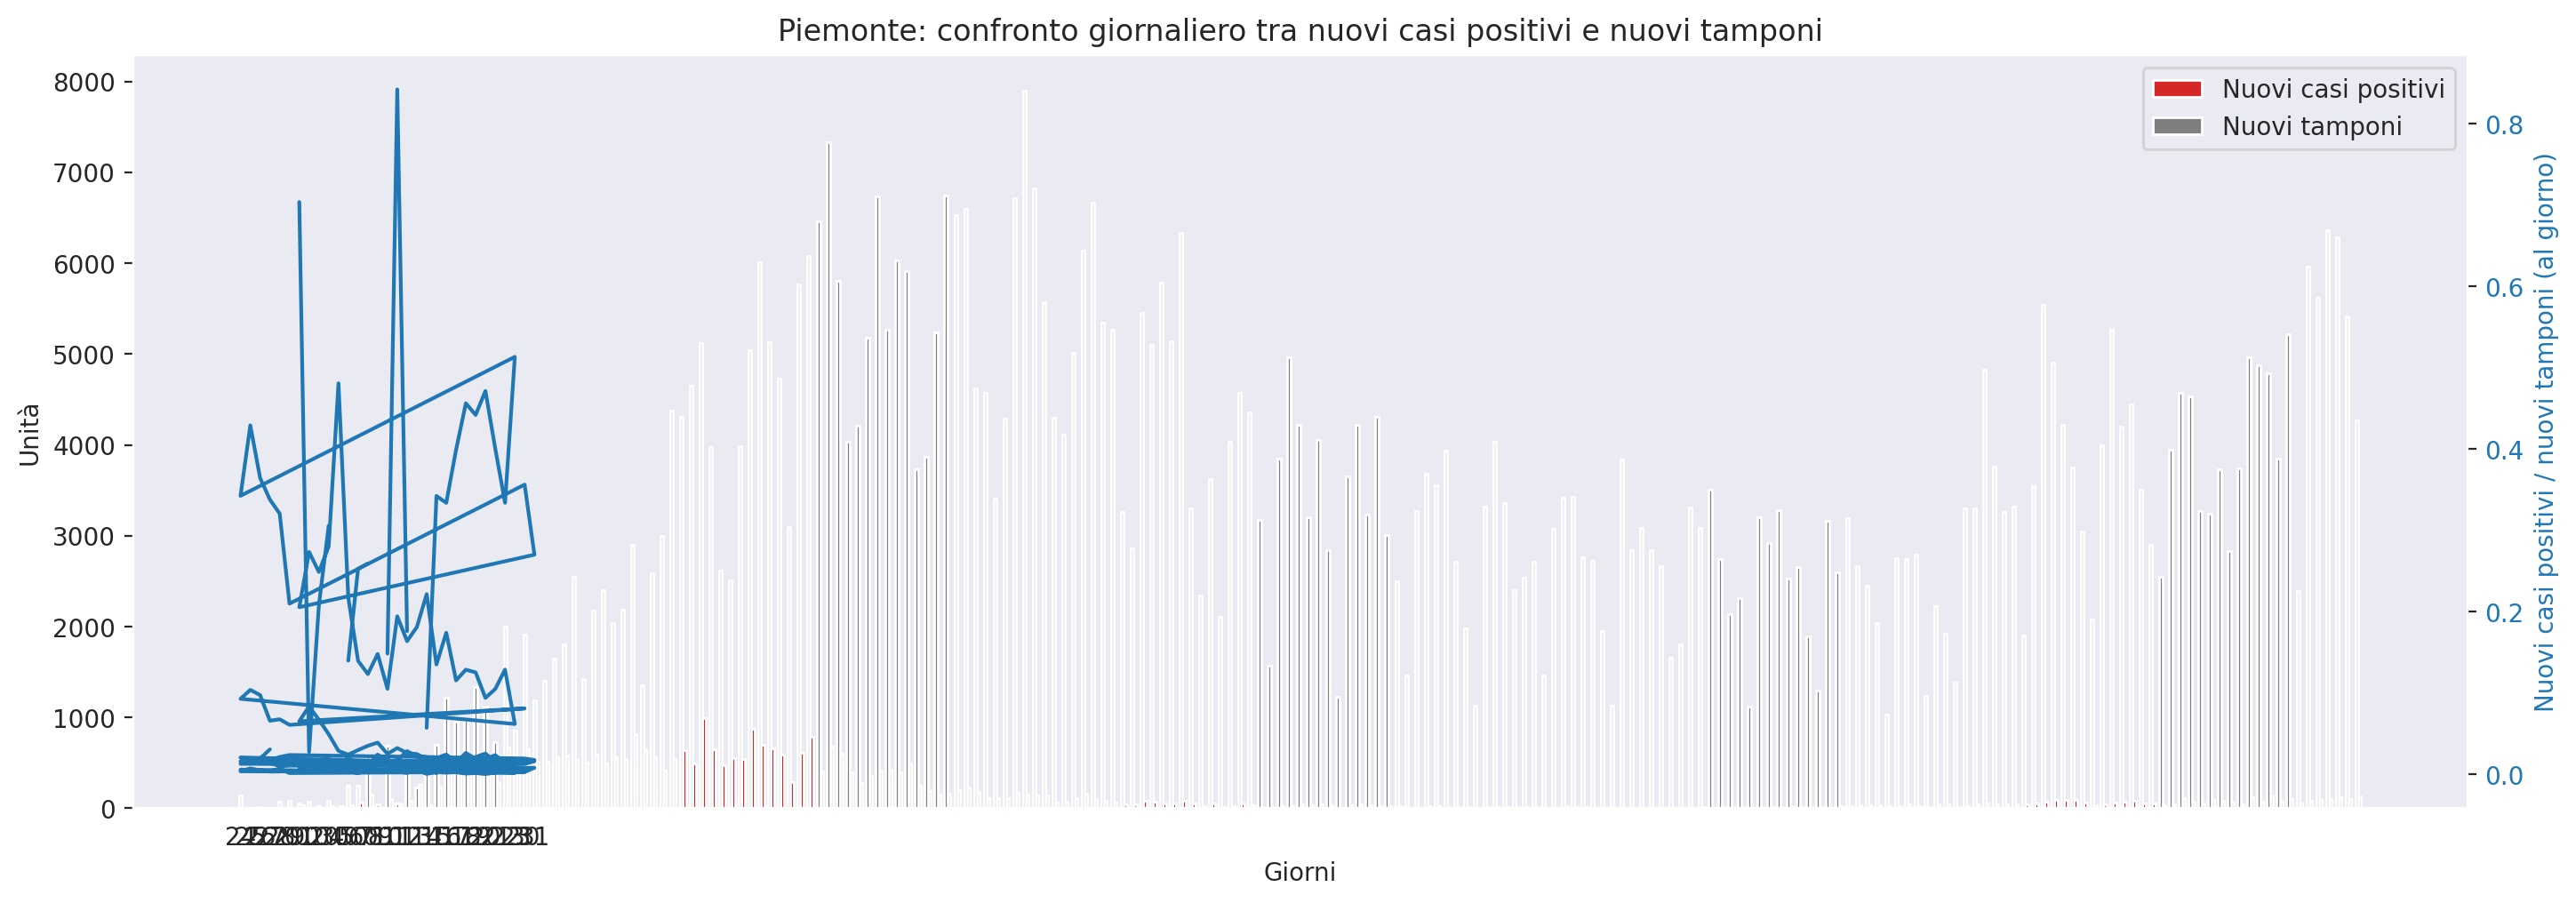 Piemonte: confronto giornaliero tra nuovi casi positivi e nuovi tamponi
Nuovi casi positivi
Nuovi tamponi
8000
7000
6000
5000
4000
3000
2000
1000
0
Unità
0.8
0.6
0.4
0.2
0.0
Nuovi casi positivi / nuovi tamponi (al giorno)
Giorni